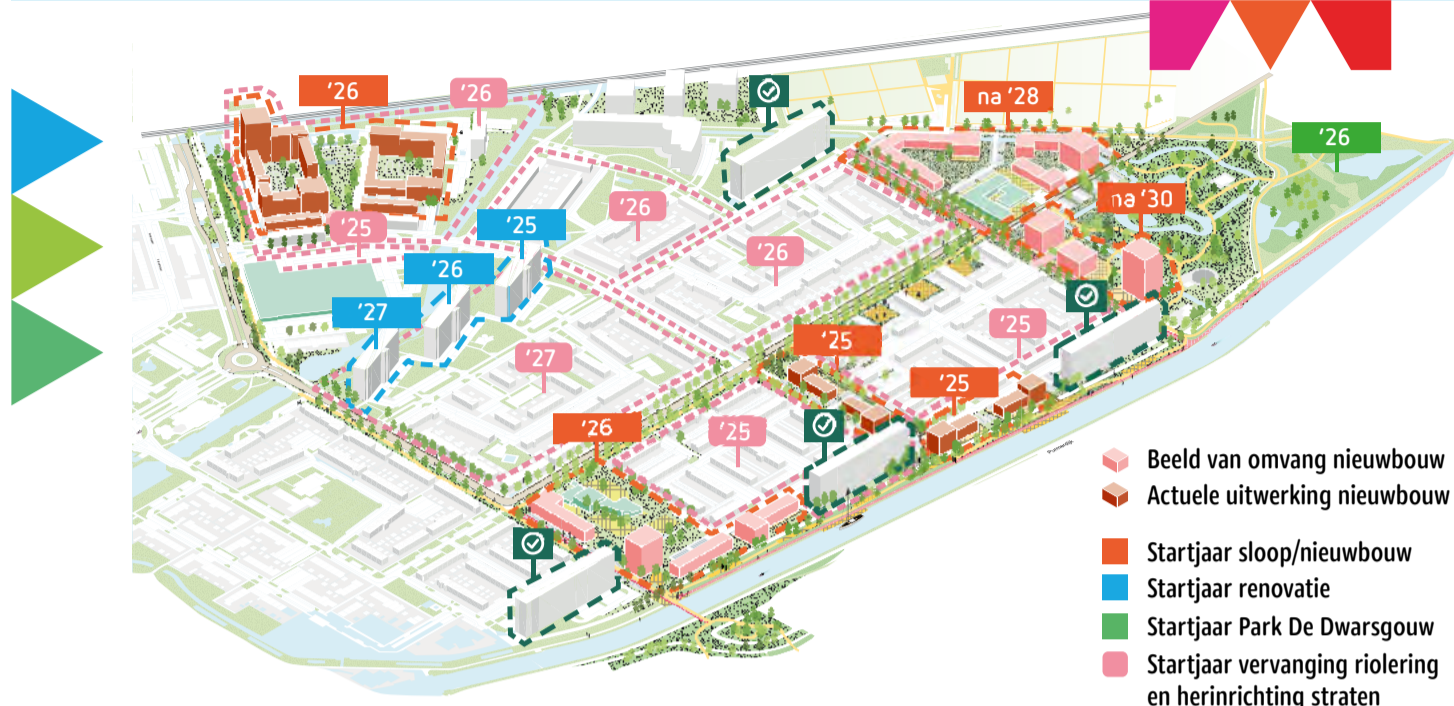 '26
'26
na '28
'26
na '30
'25
'26
'25
'26
'26
'27
'25
'25
'27
'25
'26
'25
Beeld van omvang nieuwbouw
Actuele uitwerking nieuwbouw
Startjaar sloop/nieuwbouw
Startjaar renovatie
Startjaar Park De Dwarsgouw
Startjaar vervanging riolering
en herinrichting straten